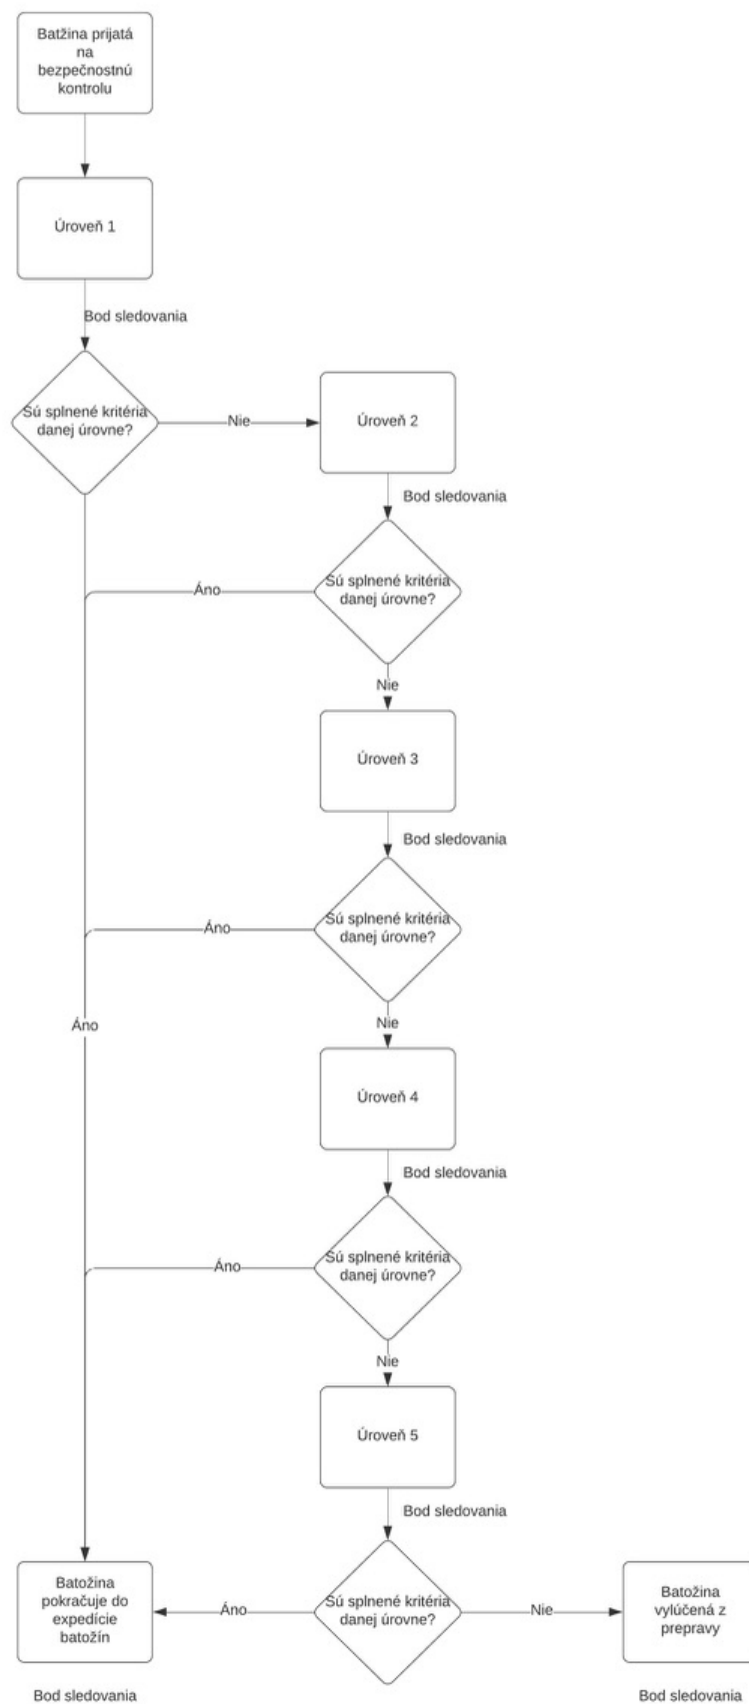 Batžina prijatá
na
bezpečnostnú
kontrolu
Úroveň 1
Bod sledovania
Sú splnené kritéria
danej úrovne?
Nie
Úroveň 2
Bod sledovania
Sú splnené kritéria
danej úrovne?
Áno
Nie
Úroveň 3
Bod sledovania
Sú splnené kritéria
danej úrovne?
Áno
Nie
Áno
Úroveň 4
Bod sledovania
Sú splnené kritéria
danej úrovne?
Áno
Nie
Úroveň 5
Bod sledovania
Sú splnené kritéria
danej úrovne?
Áno
Nie
Batožina
pokračuje do
expedície
batožín
Bod sledovania
Batožina
vylúčená z
prepravy
Bod sledovania